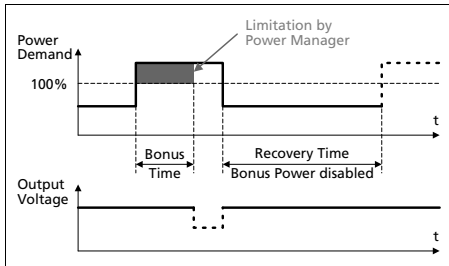 Limitation by
Power Manager
Power
Demand
100%
t
Bonus
Time
Recovery Time
Bonus Power disabled
Output
Voltage
t